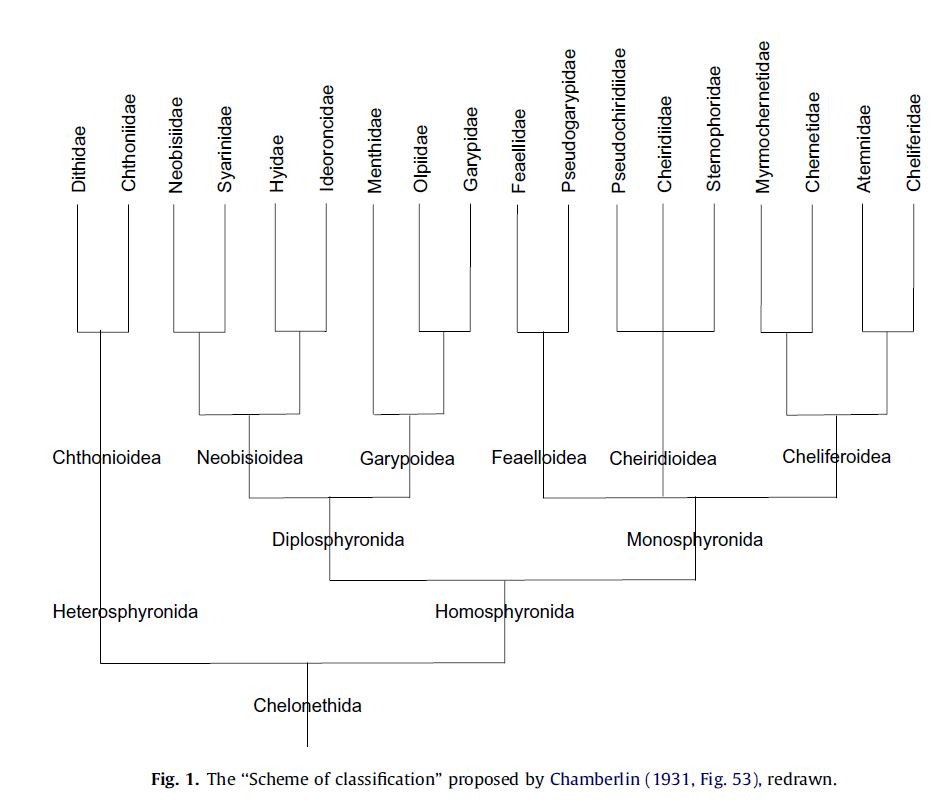 Dithidae
Chthoniidae
Neobisiidae
Syarinidae
Hyidae
Ideoroncidae
Menthidae
Olpiidae
Garypidae
Feaellidae
Pseudogarypidae
Pseudochiridiidae
Cheiridiidae
Sternophoridae
Myrmochernetidae
Chernetidae
Atemnidae
Cheliferidae
Chthonioidea
Neobisioidea
Garypoidea
Feaelloidea
Cheiridioidea
Cheliferoidea
Diplosphyronida
Monosphyronida
Heterosphyronida
Homosphyronida
Chelonethida
Fig. 1. The “Scheme of classification” proposed by Chamberlin (1931, Fig. 53), redrawn.